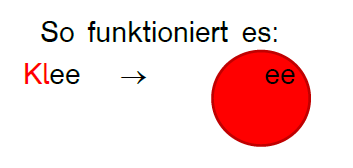 So funktioniert es:
Klee → ee